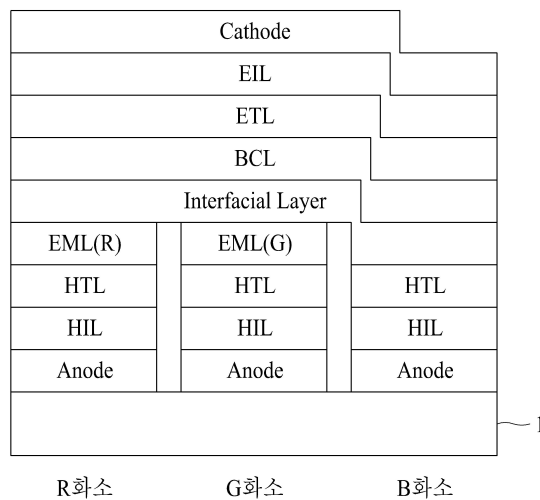 Cathode
EIL
ETL
BCL
Interfacial Layer
EML(R) EML(G)
HTL HTL HTL
HIL HIL HIL
Anode Anode Anode
R화소 G화소 B화소